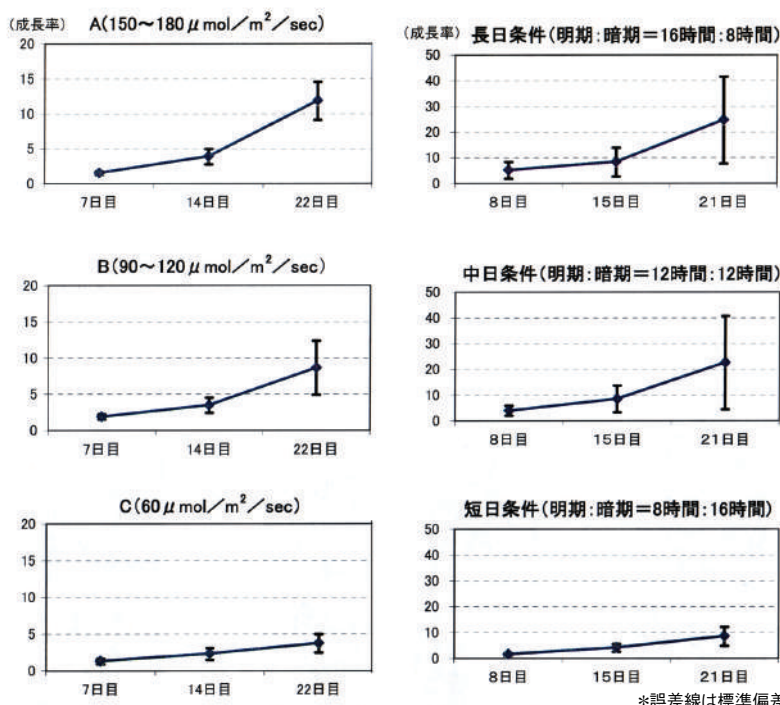 (成長率) A(150～180μmol／m²／sec)
20
15
10
5
0
7日目 14日目 22日目
B(90～120μmol／m²／sec)
20
15
10
5
0
7日目 14日目 22日目
C(60μmol／m²／sec)
20
15
10
5
0
7日目 14日目 22日目
(成長率) 長日条件(明期:暗期＝16時間:8時間)
50
40
30
20
10
0
8日目 15日目 21日目
中日条件(明期:暗期＝12時間:12時間)
50
40
30
20
10
0
8日目 15日目 21日目
短日条件(明期:暗期＝8時間:16時間)
50
40
30
20
10
0
8日目 15日目 21日目
*誤差線は標準偏差